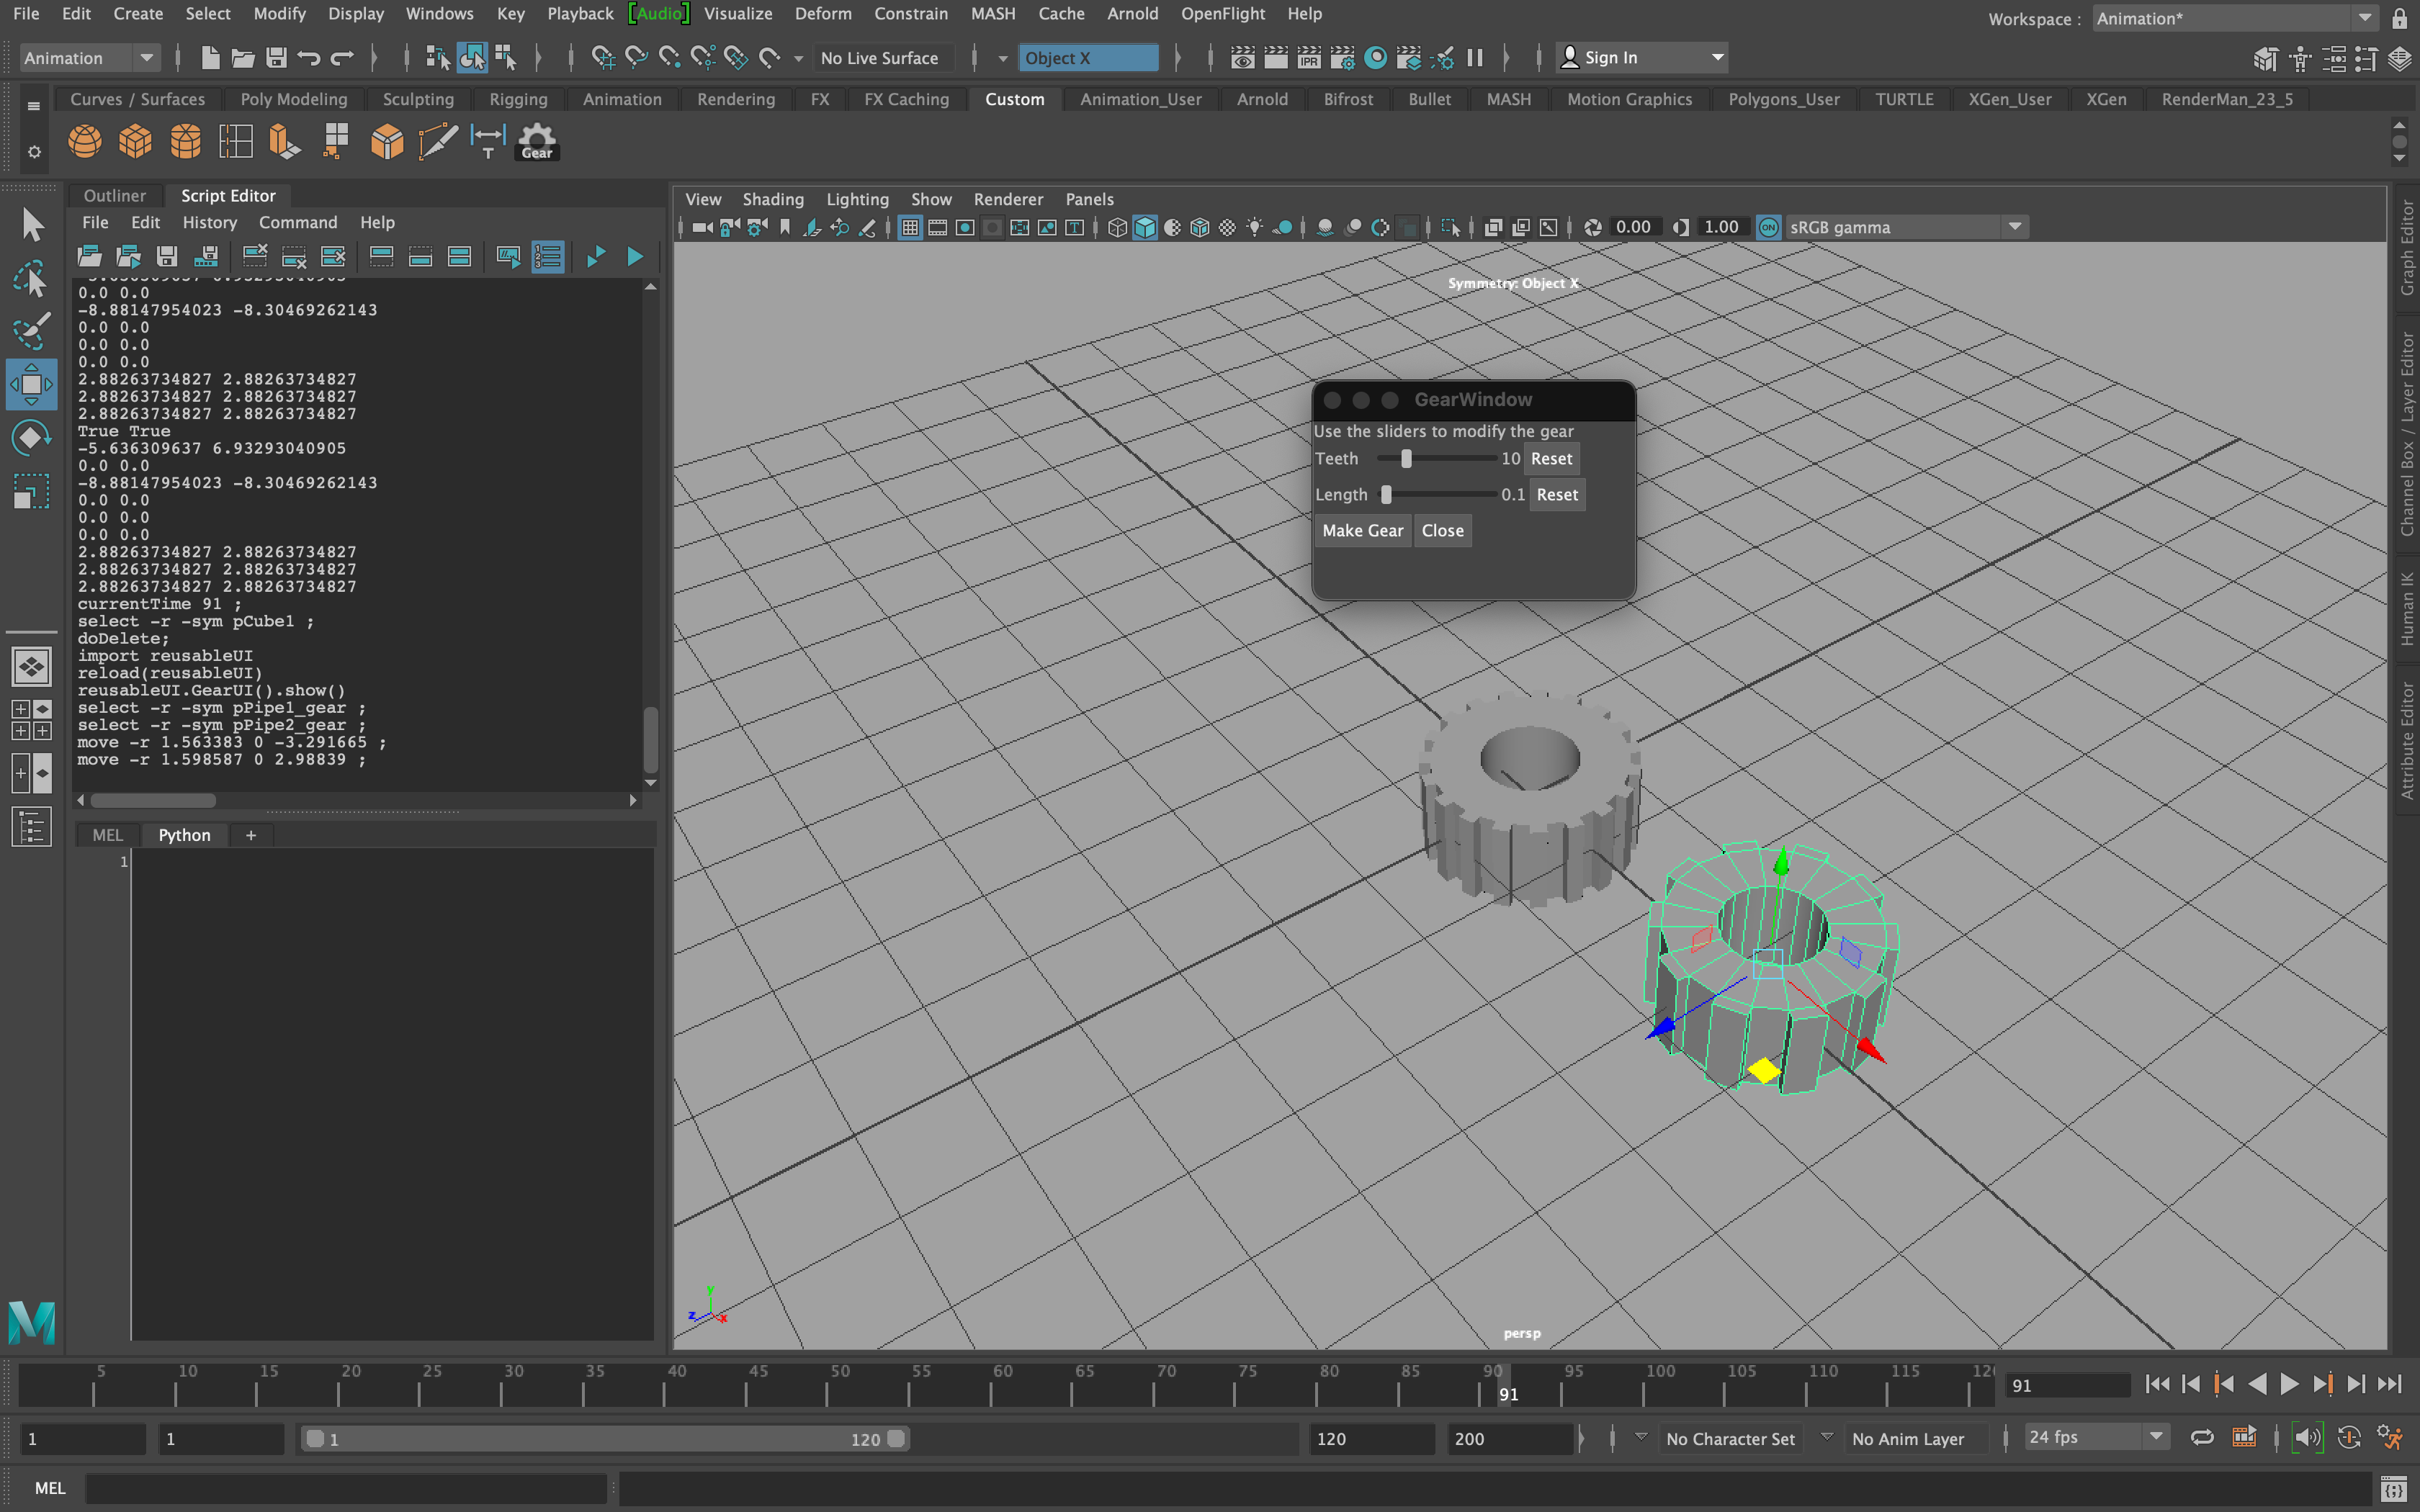 File Edit Create Select Modify Display Windows Key Playback [Audio] Visualize Deform Constrain MASH Cache Arnold OpenFlight Help
Workspace : Animation*
Animation No Live Surface Object X IPR Sign In
Curves / Surfaces Poly Modeling Sculpting Rigging Animation Rendering FX FX Caching Custom Animation_User Arnold Bifrost Bullet MASH Motion Graphics Polygons_User TURTLE XGen_User XGen RenderMan_23_5
T Gear
Outliner Script Editor
File Edit History Command Help
0.0 0.0
-8.88147954023 -8.30469262143
0.0 0.0
0.0 0.0
0.0 0.0
2.88263734827 2.88263734827
2.88263734827 2.88263734827
2.88263734827 2.88263734827
True True
-5.636309637 6.93293040905
0.0 0.0
-8.88147954023 -8.30469262143
0.0 0.0
0.0 0.0
0.0 0.0
2.88263734827 2.88263734827
2.88263734827 2.88263734827
2.88263734827 2.88263734827
currentTime 91 ;
select -r -sym pCube1 ;
doDelete;
import reusableUI
reload(reusableUI)
reusableUI.GearUI().show()
select -r -sym pPipe1_gear ;
select -r -sym pPipe2_gear ;
move -r 1.563383 0 -3.291665 ;
move -r 1.598587 0 2.98839 ;
MEL Python +
1
View Shading Lighting Show Renderer Panels
0.00 1.00 ON sRGB gamma
Symmetry: Object X
GearWindow
Use the sliders to modify the gear
Teeth 10 Reset
Length 0.1 Reset
Make Gear Close
y
z x
persp
Graph Editor
Channel Box / Layer Editor
Human IK
Attribute Editor
5 10 15 20 25 30 35 40 45 50 55 60 65 70 75 80 85 90 95 100 105 110 115
91
91
1 1 1 120 120 200 No Character Set No Anim Layer 24 fps
MEL